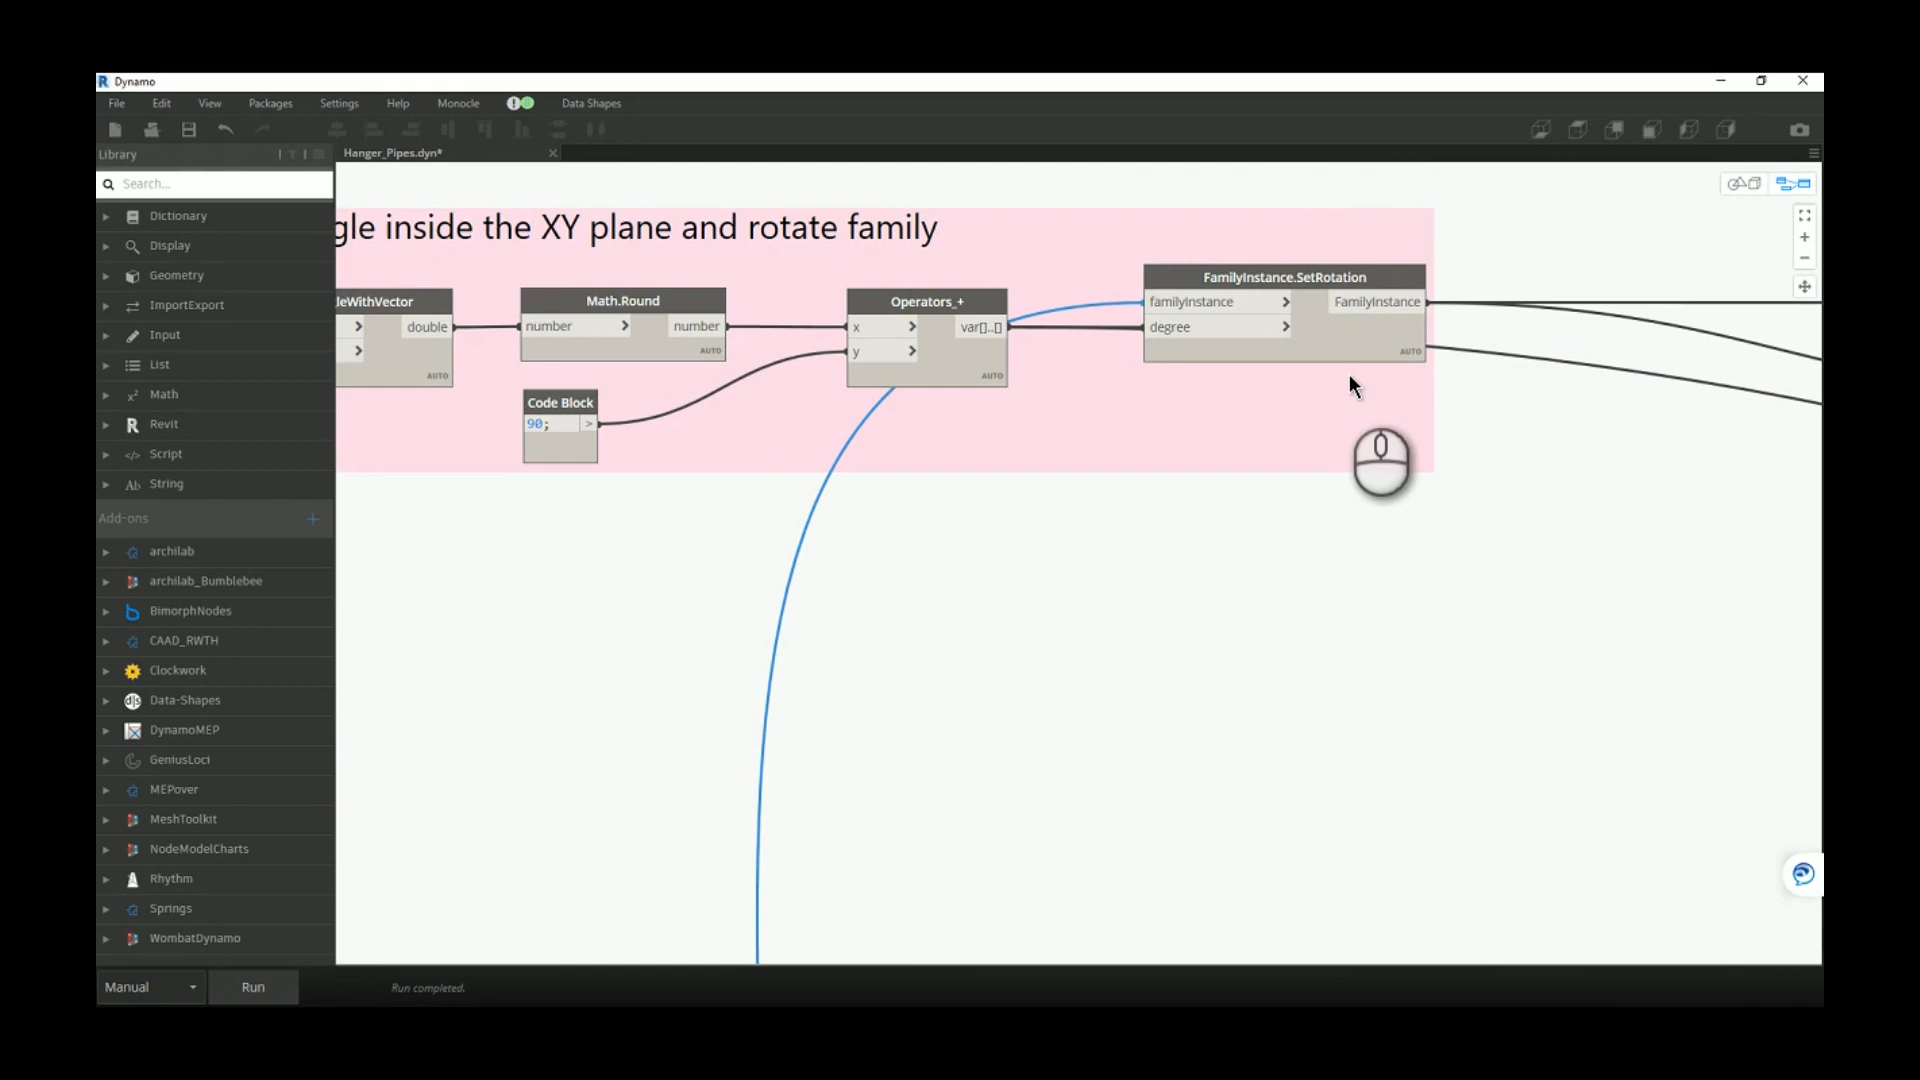 R Dynamo
File Edit View Packages Settings Help Monocle Data Shapes
Library
Hanger_Pipes.dyn*
Search...
Dictionary
Display
Geometry
ImportExport
Input
List
Math
Revit
Script
String
Add-ons
archilab
archilab_Bumblebee
BimorphNodes
CAAD_RWTH
Clockwork
Data-Shapes
DynamoMEP
GeniusLoci
MEPover
MeshToolkit
NodeModelCharts
Rhythm
Springs
WombatDynamo
gle inside the XY plane and rotate family
leWithVector
double
AUTO
Math.Round
number > number
AUTO
Code Block
90; >
Operators_+
x > var[]..[]
y >
AUTO
FamilyInstance.SetRotation
familyInstance > FamilyInstance
degree >
AUTO
Manual
Run
Run completed.